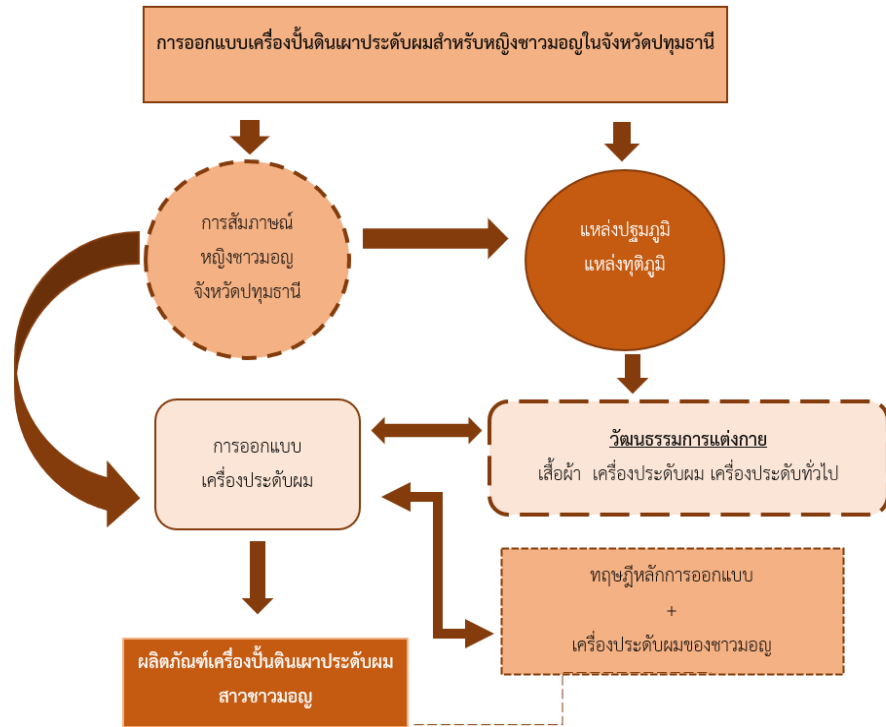 การออกแบบเครื่องปั้นดินเผาประดับผมสำหรับหญิงชาวมอญในจังหวัดปทุมธานี
การสัมภาษณ์
หญิงชาวมอญ
จังหวัดปทุมธานี
แหล่งปฐมภูมิ
แหล่งทุติภูมิ
การออกแบบ
เครื่องประดับผม
วัฒนธรรมการแต่งกาย
เสื้อผ้า เครื่องประดับผม เครื่องประดับทั่วไป
ทฤษฎีหลักการออกแบบ
+
เครื่องประดับผมของชาวมอญ
ผลิตภัณฑ์เครื่องปั้นดินเผาประดับผม
สาวชาวมอญ